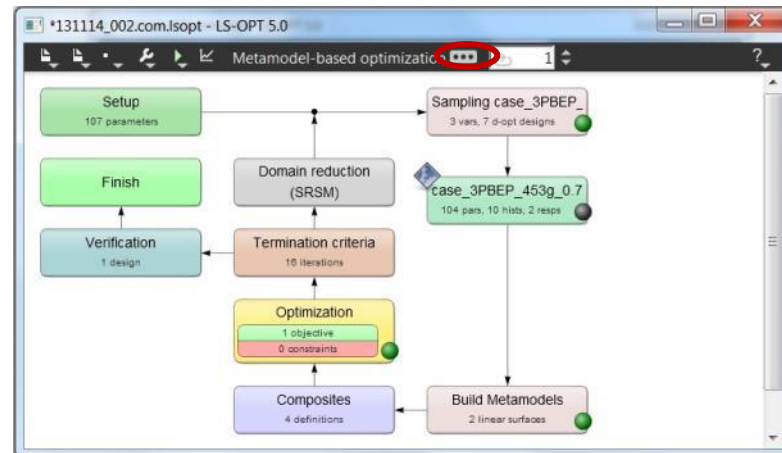 *131114_002.com.lsopt - LS-OPT 5.0
Metamodel-based optimization 1 ?
Setup
107 parameters
Sampling case_3PBEP_
3 vars, 7 d-opt designs
Finish
Domain reduction
(SRSM)
case_3PBEP_453g_0.7
104 pars, 10 hists, 2 resps
Verification
1 design
Termination criteria
16 iterations
Optimization
1 objective
0 constraints
Composites
4 definitions
Build Metamodels
2 linear surfaces